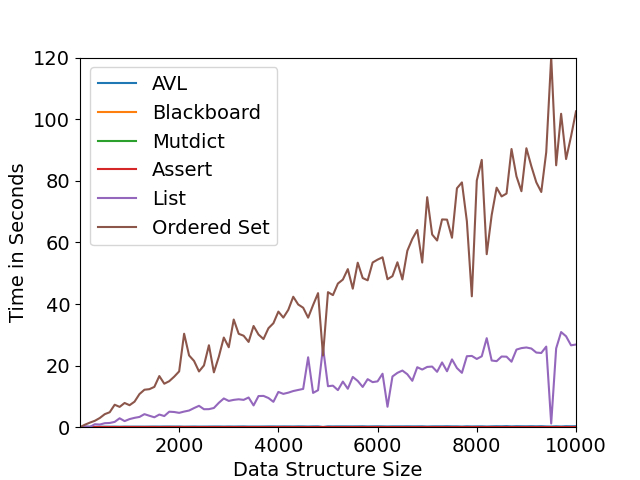 120
100
80
60
40
20
0
Time in Seconds
AVL
Blackboard
Mutdict
Assert
List
Ordered Set
2000
4000
6000
8000
10000
Data Structure Size